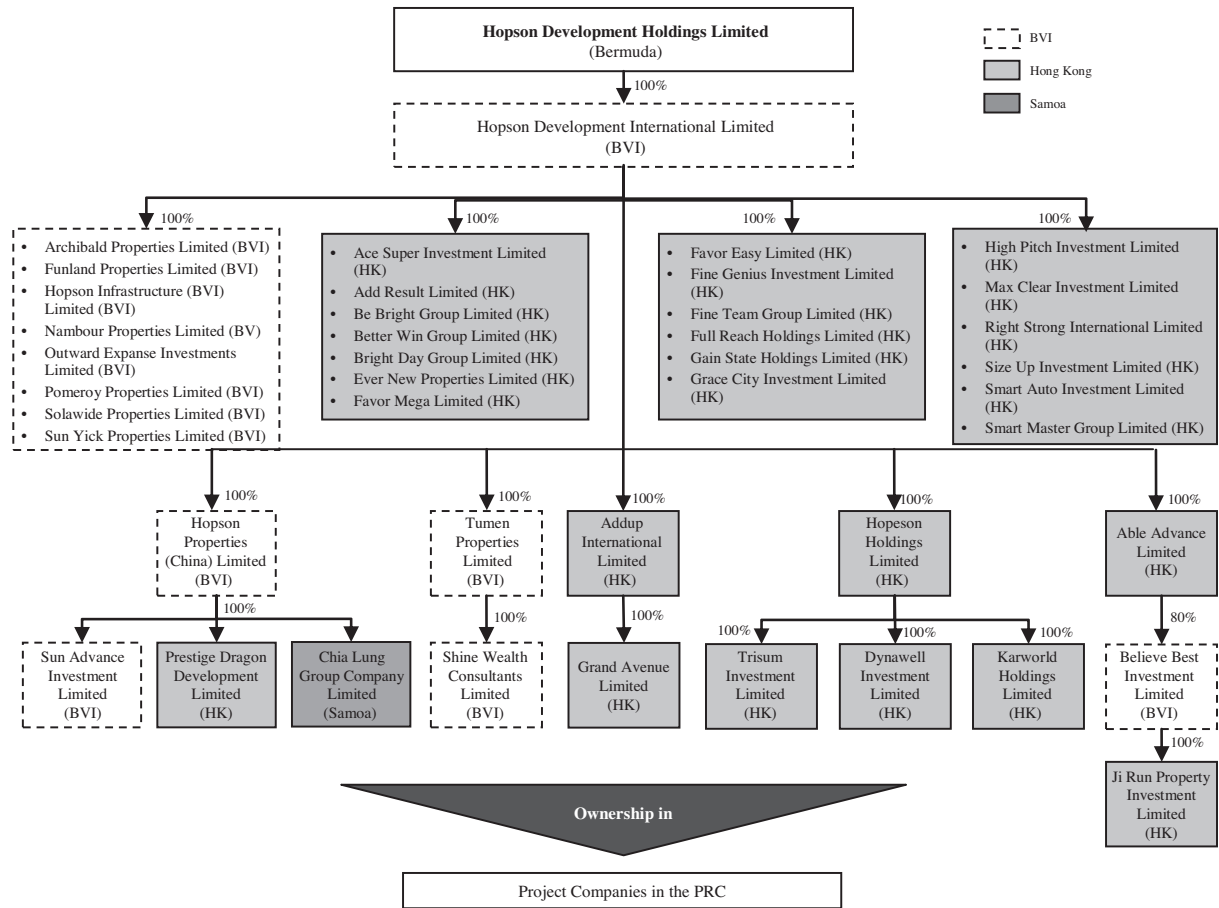 Hopson Development Holdings Limited
(Bermuda)
BVI
Hong Kong
Samoa
100%
Hopson Development International Limited
(BVI)
100%
100%
100%
100%
• Archibald Properties Limited (BVI)
• Funland Properties Limited (BVI)
• Hopson Infrastructure (BVI)
Limited (BVI)
• Nambour Properties Limited (BV)
• Outward Expanse Investments
Limited (BVI)
• Pomeroy Properties Limited (BVI)
• Solawide Properties Limited (BVI)
• Sun Yick Properties Limited (BVI)
• Ace Super Investment Limited
(HK)
• Add Result Limited (HK)
• Be Bright Group Limited (HK)
• Better Win Group Limited (HK)
• Bright Day Group Limited (HK)
• Ever New Properties Limited (HK)
• Favor Mega Limited (HK)
• Favor Easy Limited (HK)
• Fine Genius Investment Limited
(HK)
• Fine Team Group Limited (HK)
• Full Reach Holdings Limited (HK)
• Gain State Holdings Limited (HK)
• Grace City Investment Limited
(HK)
• High Pitch Investment Limited
(HK)
• Max Clear Investment Limited
(HK)
• Right Strong International Limited
(HK)
• Size Up Investment Limited (HK)
• Smart Auto Investment Limited
(HK)
• Smart Master Group Limited (HK)
100%
100%
100%
100%
100%
Hopson
Properties
(China) Limited
(BVI)
Tumen
Properties
Limited
(BVI)
Addup
International
Limited
(HK)
Hopeson
Holdings
Limited
(HK)
Able Advance
Limited
(HK)
100%
100%
100%
100%
100%
100%
80%
Sun Advance
Investment
Limited
(BVI)
Prestige Dragon
Development
Limited
(HK)
Chia Lung
Group Company
Limited
(Samoa)
Shine Wealth
Consultants
Limited
(BVI)
Grand Avenue
Limited
(HK)
Trisum
Investment
Limited
(HK)
Dynawell
Investment
Limited
(HK)
Karworld
Holdings
Limited
(HK)
Believe Best
Investment
Limited
(BVI)
100%
Ji Run Property
Investment
Limited
(HK)
Ownership in
Project Companies in the PRC